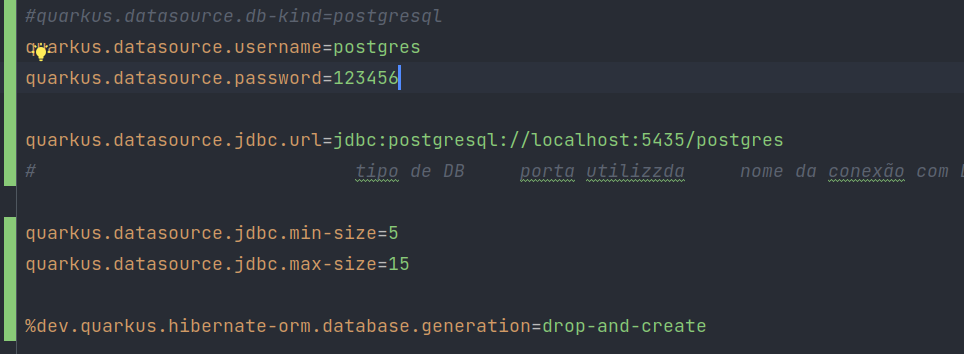 #quarkus.datasource.db-kind=postgresql
quarkus.datasource.username=postgres
quarkus.datasource.password=123456
quarkus.datasource.jdbc.url=jdbc:postgresql://localhost:5435/postgres
# tipo de DB porta utilizzda nome da conexão com
quarkus.datasource.jdbc.min-size=5
quarkus.datasource.jdbc.max-size=15
%dev.quarkus.hibernate-orm.database.generation=drop-and-create